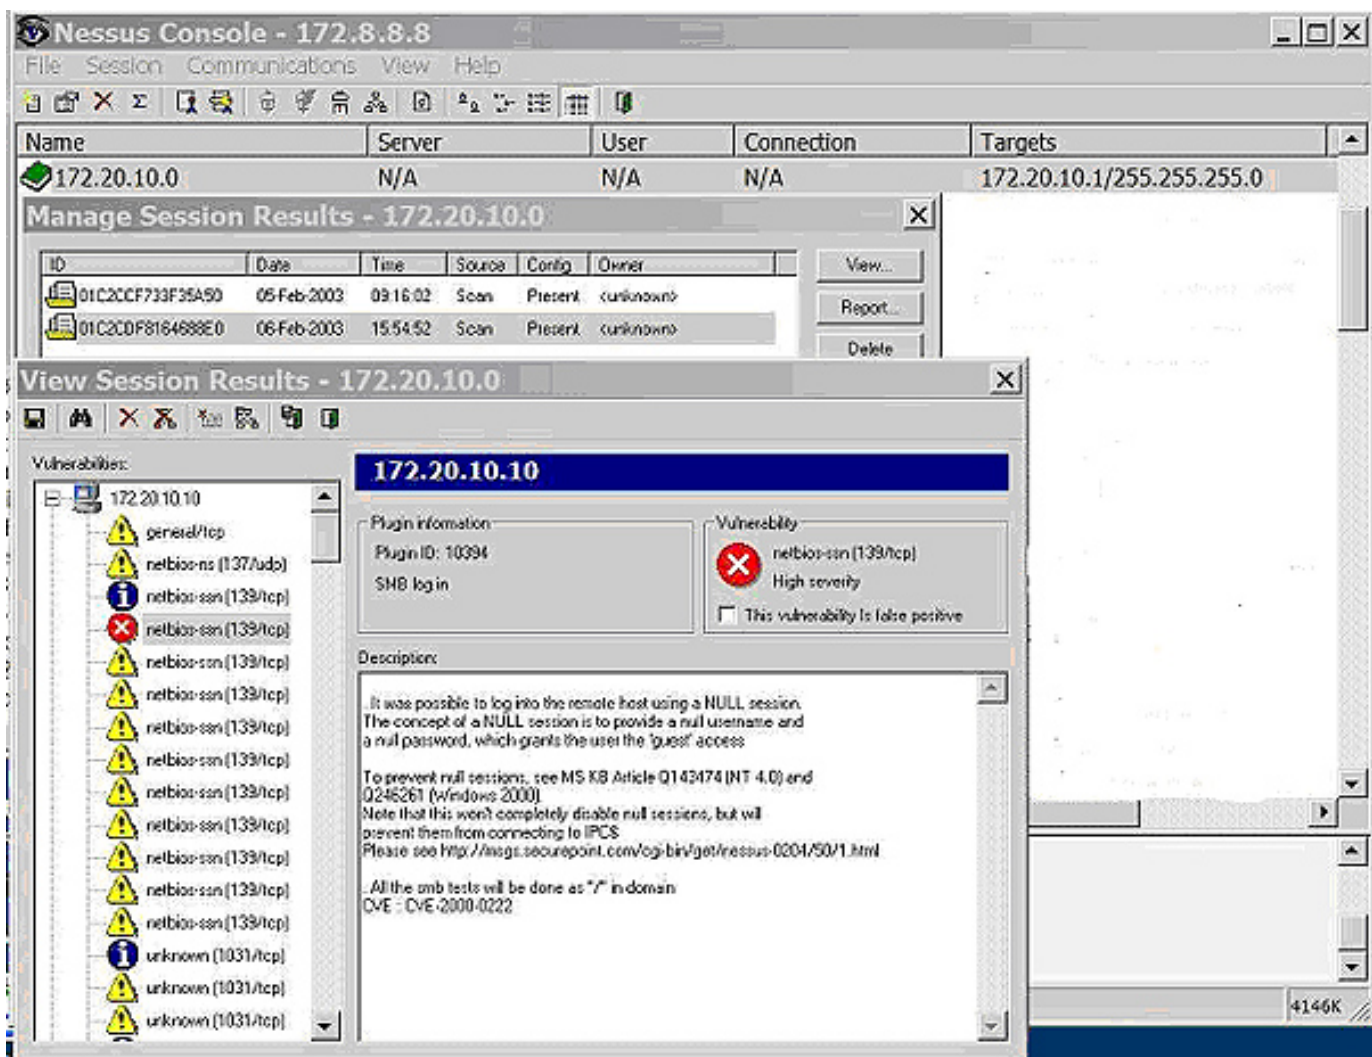 Nessus Console - 172.8.8.8
File Session Communications View Help
Name Server User Connection Targets
172.20.10.0 N/A N/A N/A 172.20.10.1/255.255.255.0
Manage Session Results - 172.20.10.0
ID Date Time Source Config Owner
View...
01C2CCF733F35A50 05-Feb-2003 09:16:02 Scan Present <unknown>
Report...
01C2CDF8164688E0 06-Feb-2003 15:54:52 Scan Present <unknown>
Delete
View Session Results - 172.20.10.0
Vulnerabilities:
172.20.10.10
general/tcp
netbios-ns (137/udp)
netbios-ssn (139/tcp)
netbios-ssn (139/tcp)
netbios-ssn (139/tcp)
netbios-ssn (139/tcp)
netbios-ssn (139/tcp)
netbios-ssn (139/tcp)
netbios-ssn (139/tcp)
netbios-ssn (139/tcp)
netbios-ssn (139/tcp)
netbios-ssn (139/tcp)
netbios-ssn (139/tcp)
unknown (1031/tcp)
unknown (1031/tcp)
unknown (1031/tcp)
172.20.10.10
Plugin information
Plugin ID: 10394
SMB log in
Vulnerability
netbios-ssn (139/tcp)
High severity
This vulnerability is false positive
Description:
. It was possible to log into the remote host using a NULL session.
The concept of a NULL session is to provide a null username and
a null password, which grants the user the 'guest' access
To prevent null sessions, see MS KB Article Q143474 (NT 4.0) and
Q246261 (Windows 2000).
Note that this won't completely disable null sessions, but will
prevent them from connecting to IPC$
Please see http://msgs.securepoint.com/cgi-bin/get/nessus-0204/50/1.html
. All the smb tests will be done as ''/'' in domain
CVE : CVE-2000-0222
4146K